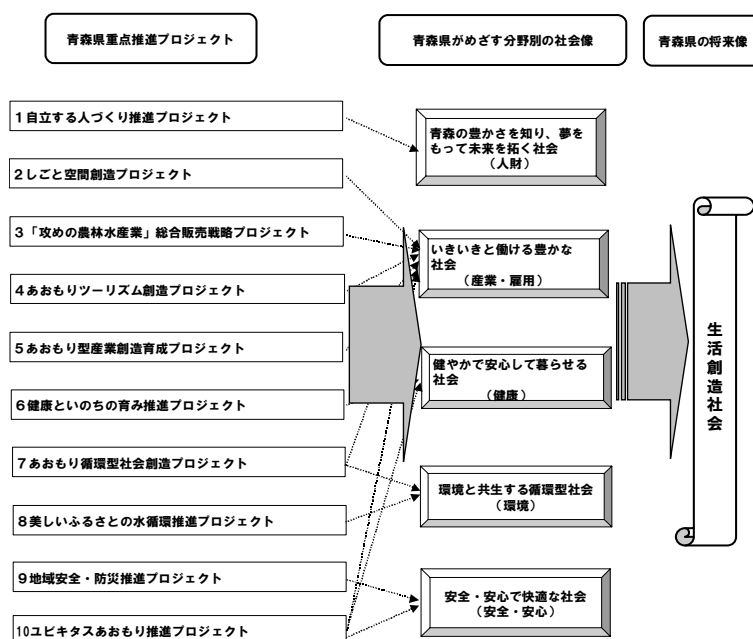 青森県重点推進プロジェクト
青森県がめざす分野別の社会像
青森県の将来像
1自立する人づくり推進プロジェクト
2しごと空間創造プロジェクト
3「攻めの農林水産業」総合販売戦略プロジェクト
4あおもりツーリズム創造プロジェクト
5あおもり型産業創造育成プロジェクト
6健康といのちの育み推進プロジェクト
7あおもり循環型社会創造プロジェクト
8美しいふるさとの水循環推進プロジェクト
9地域安全・防災推進プロジェクト
10ユビキタスあおもり推進プロジェクト
青森の豊かさを知り、夢を
もって未来を拓く社会
（人財）
いきいきと働ける豊かな
社会
（産業・雇用）
健やかで安心して暮らせる
社会
（健康）
環境と共生する循環型社会
（環境）
安全・安心で快適な社会
（安全・安心）
生活創造社会